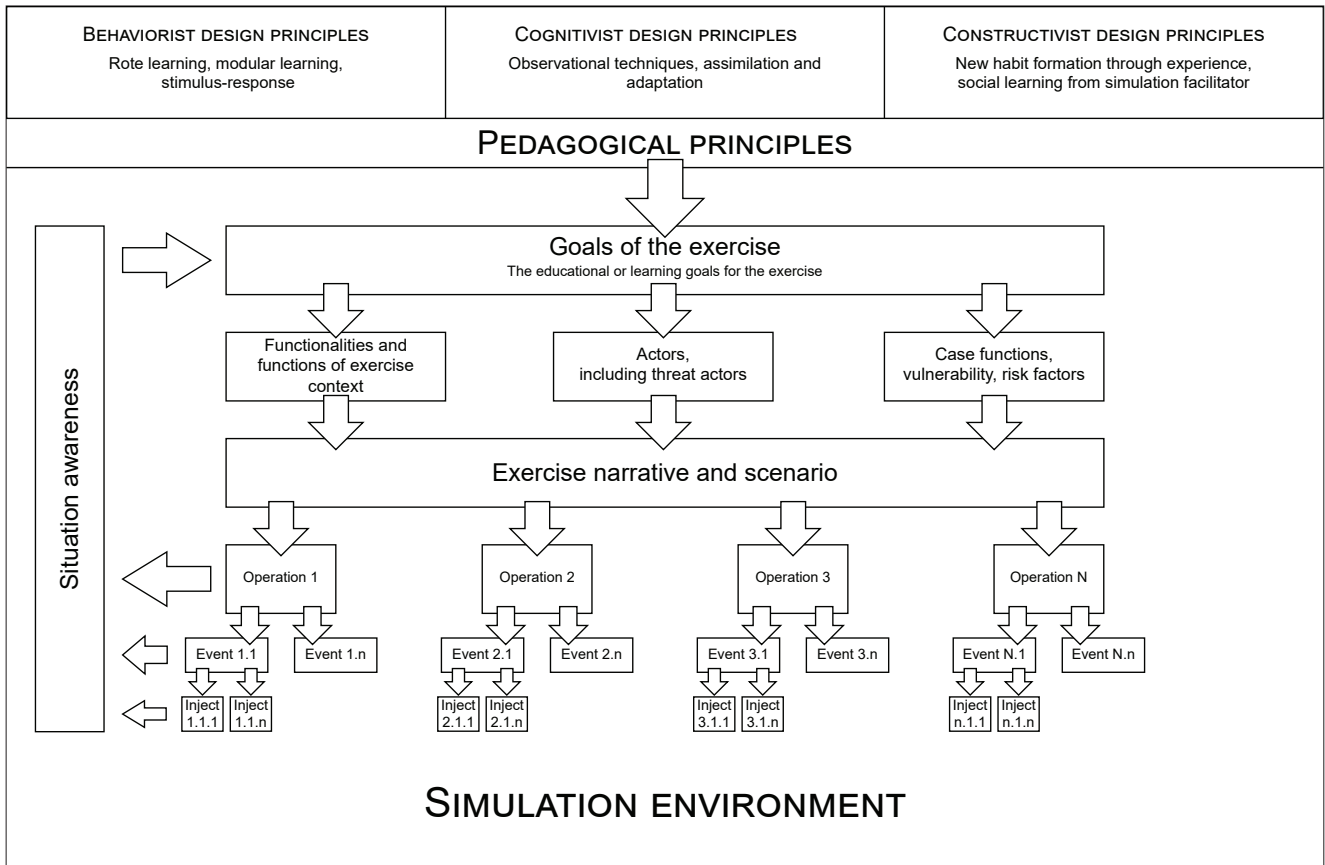 BEHAVIORIST DESIGN PRINCIPLES
Rote learning, modular learning,
stimulus-response
COGNITIVIST DESIGN PRINCIPLES
Observational techniques, assimilation and
adaptation
CONSTRUCTIVIST DESIGN PRINCIPLES
New habit formation through experience,
social learning from simulation facilitator
PEDAGOGICAL PRINCIPLES
Situation awareness
Goals of the exercise
The educational or learning goals for the exercise
Functionalities and
functions of exercise
context
Actors,
including threat actors
Case functions,
vulnerability, risk factors
Exercise narrative and scenario
Operation 1
Operation 2
Operation 3
Operation N
Event 1.1
Event 1.n
Event 2.1
Event 2.n
Event 3.1
Event 3.n
Event N.1
Event N.n
Inject
1.1.1
Inject
1.1.n
Inject
2.1.1
Inject
2.1.n
Inject
3.1.1
Inject
3.1.n
Inject
n.1.1
Inject
n.1.n
SIMULATION ENVIRONMENT